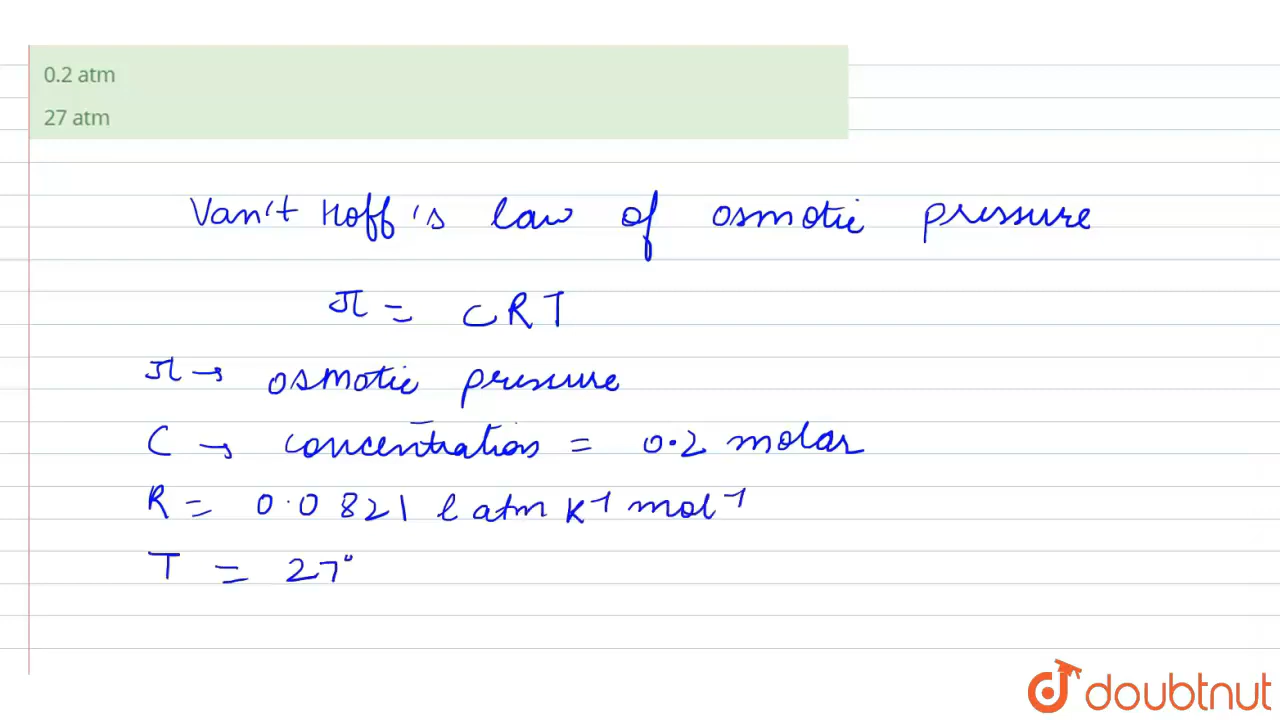 0.2 atm
27 atm
Van't Hoff's law of osmotic pressure
π = CRT
π → osmotic pressure
C → concentration = 0.2 molar
R = 0.0821 l atm K⁻¹ mol⁻¹
T = 27°
doubtnut